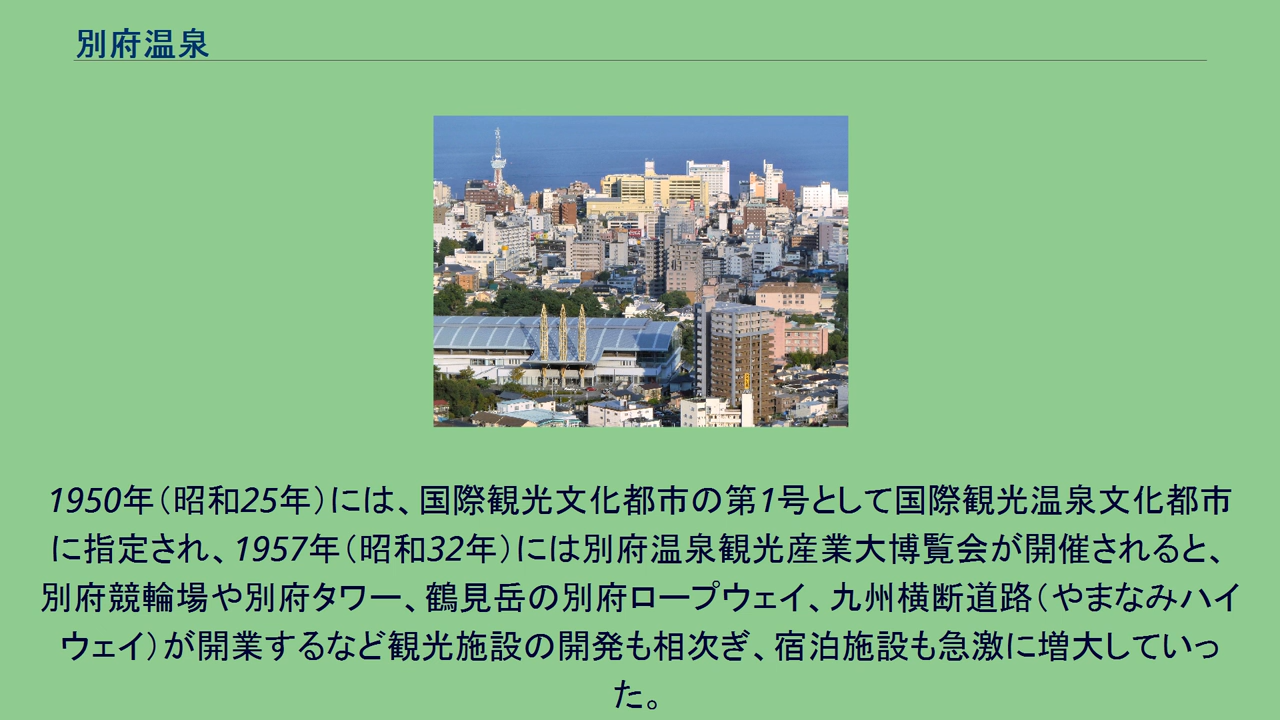 別府温泉
1950年（昭和25年）には、国際観光文化都市の第1号として国際観光温泉文化都市
に指定され、1957年（昭和32年）には別府温泉観光産業大博覧会が開催されると、
別府競輪場や別府タワー、鶴見岳の別府ロープウェイ、九州横断道路（やまなみハイ
ウェイ）が開業するなど観光施設の開発も相次ぎ、宿泊施設も急激に増大していっ
た。